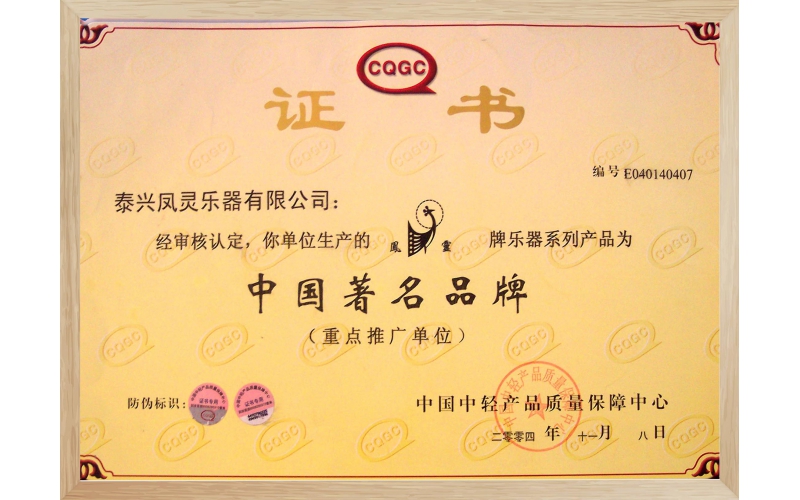 CQGC
证书
编号 E040140407
泰兴凤灵乐器有限公司：
经审核认定，你单位生产的 鳳靈 牌乐器系列产品为
中国著名品牌
（重点推广单位）
防伪标识：
中国中轻产品质量保障中心
二零零四 年 十一月 八日